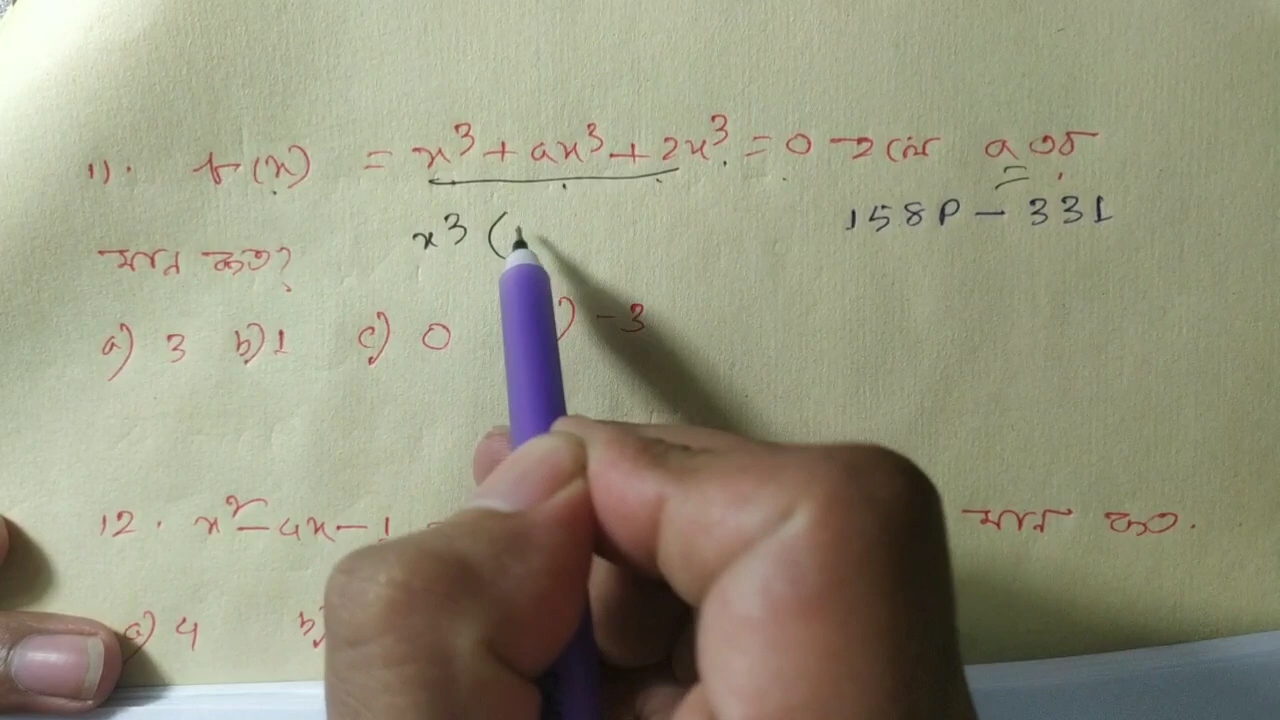 11. f(x) = x³ + ax³ + 2x³ = 0 হলে a এর
158P - 331
মান কত?
x³ (
a) 3 b) 1 c) 0 ) -3
12. x² - 4x - 1 মান কত.
a) 4 b)